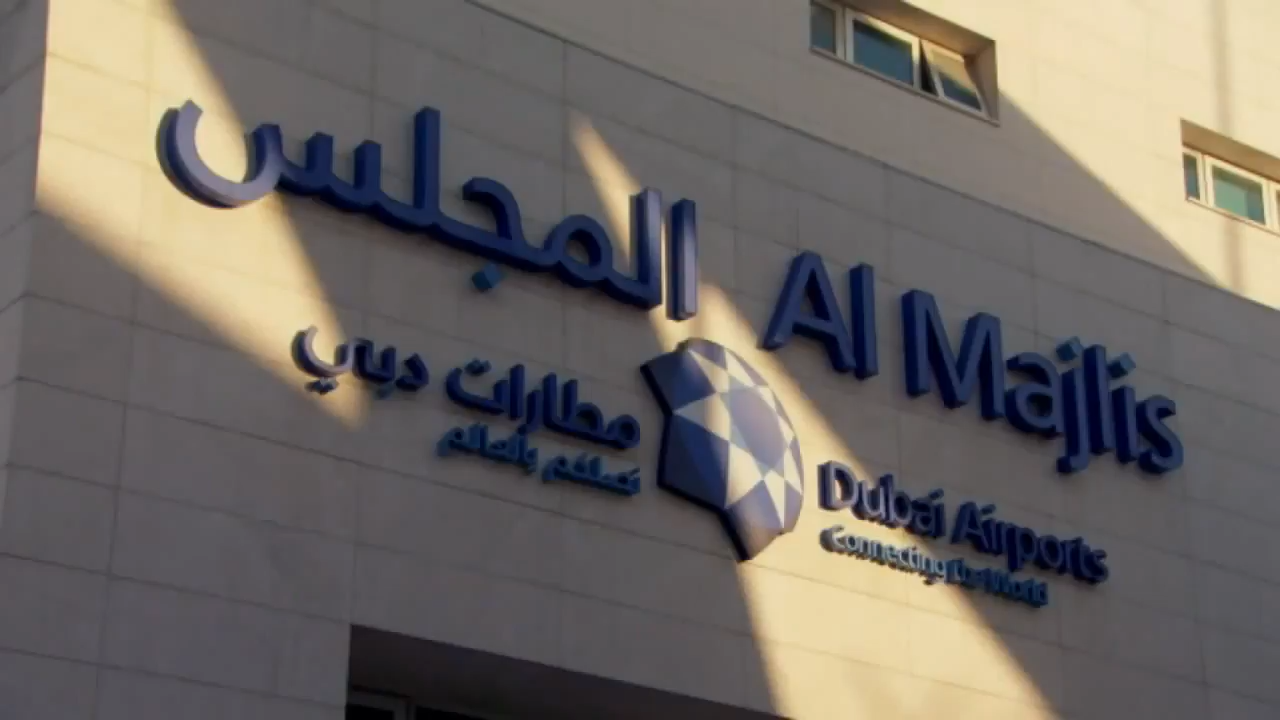 المجلس
Al Majlis
مطارات دبي
نصلكم بالعالم
Dubai Airports
Connecting the World